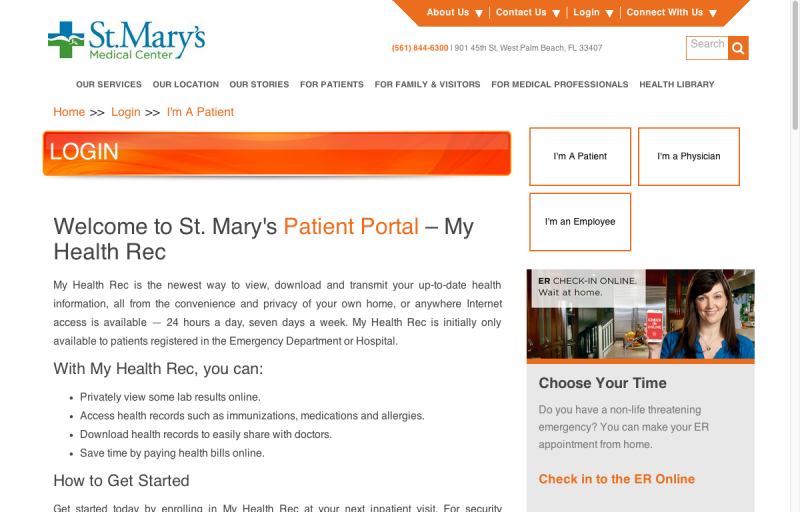 About Us
Contact Us
Login
Connect With Us
St.Mary's
Medical Center
(561) 844-6300 | 901 45th St, West Palm Beach, FL 33407
Search
OUR SERVICES OUR LOCATION OUR STORIES FOR PATIENTS FOR FAMILY & VISITORS FOR MEDICAL PROFESSIONALS HEALTH LIBRARY
Home >> Login >> I'm A Patient
LOGIN
Welcome to St. Mary's Patient Portal – My
Health Rec
My Health Rec is the newest way to view, download and transmit your up-to-date health
information, all from the convenience and privacy of your own home, or anywhere Internet
access is available — 24 hours a day, seven days a week. My Health Rec is initially only
available to patients registered in the Emergency Department or Hospital.
With My Health Rec, you can:
• Privately view some lab results online.
• Access health records such as immunizations, medications and allergies.
• Download health records to easily share with doctors.
• Save time by paying health bills online.
How to Get Started
Get started today by enrolling in My Health Rec at your next inpatient visit. For security
I'm A Patient
I'm a Physician
I'm an Employee
ER CHECK-IN ONLINE.
Wait at home.
CHECK IN ONLINE
Choose Your Time
Do you have a non-life threatening
emergency? You can make your ER
appointment from home.
Check in to the ER Online